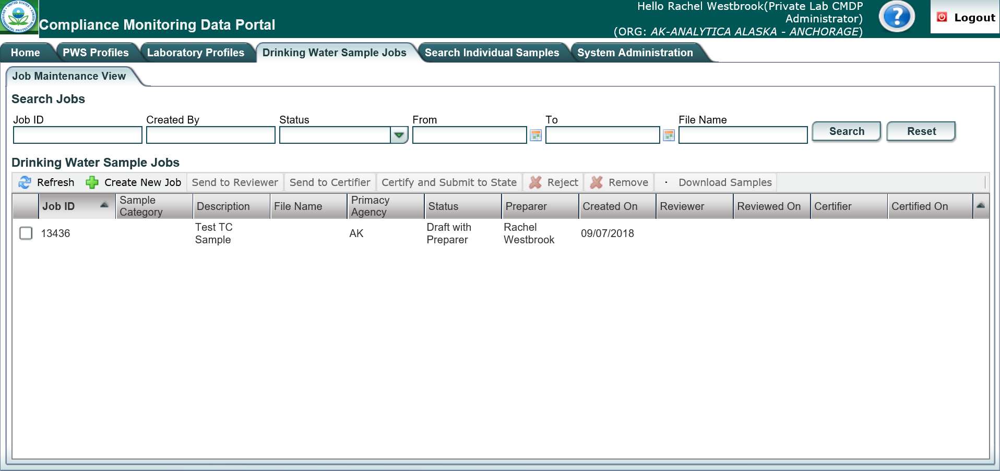 Hello Rachel Westbrook(Private Lab CMDP
Administrator)
(ORG: AK-ANALYTICA ALASKA - ANCHORAGE)
Compliance Monitoring Data Portal
Logout
Home
PWS Profiles
Laboratory Profiles
Drinking Water Sample Jobs
Search Individual Samples
System Administration
Job Maintenance View
Search Jobs
Job ID
Created By
Status
From
To
File Name
Search
Reset
Drinking Water Sample Jobs
Refresh
Create New Job
Send to Reviewer
Send to Certifier
Certify and Submit to State
Reject
Remove
Download Samples
Job ID
Sample
Category
Description
File Name
Primacy
Agency
Status
Preparer
Created On
Reviewer
Reviewed On
Certifier
Certified On
13436
Test TC
Sample
AK
Draft with
Preparer
Rachel
Westbrook
09/07/2018